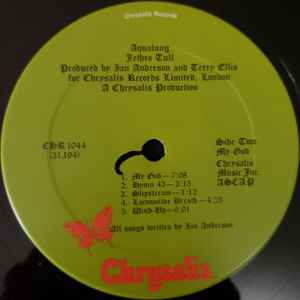 Chrysalis Records
Aqualung
Jethro Tull
Produced by Ian Anderson and Terry Ellis
for Chrysalis Records Limited, London
A Chrysalis Production
CHR 1044
(31,194)
Side Two
My God
Chrysalis
Music Inc.
ASCAP
1. My God—7:08
2. Hymn 43—3:15
3. Slipstream—1:12
4. Locomotive Breath—4:23
5. Wind-Up—6:01
All songs written by Ian Anderson
Chrysalis